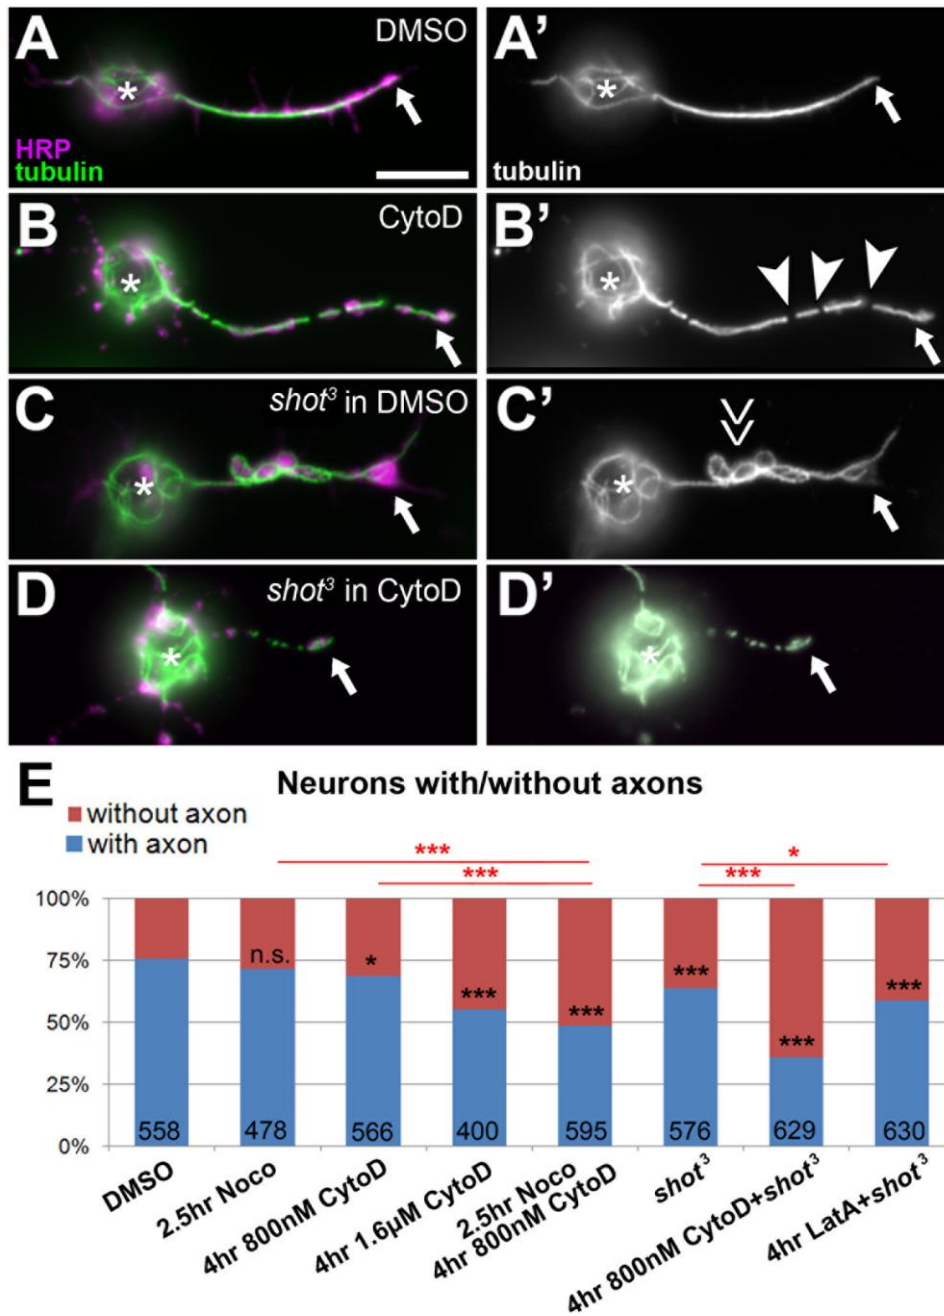 A DMSO A'
* *
HRP
tubulin tubulin
B CytoD B'
* *
C shot³ in DMSO C'
* *
D shot³ in CytoD D'
* *
E Neurons with/without axons
without axon
with axon
*** *
*** ***
100%
75%
50%
25%
0%
n.s. * *** *** *** *** ***
558 478 566 400 595 576 629 630
DMSO
2.5hr Noco
4hr 800nM CytoD
4hr 1.6µM CytoD
2.5hr Noco
4hr 800nM CytoD
shot³
4hr 800nM CytoD+shot³
4hr LatA+shot³